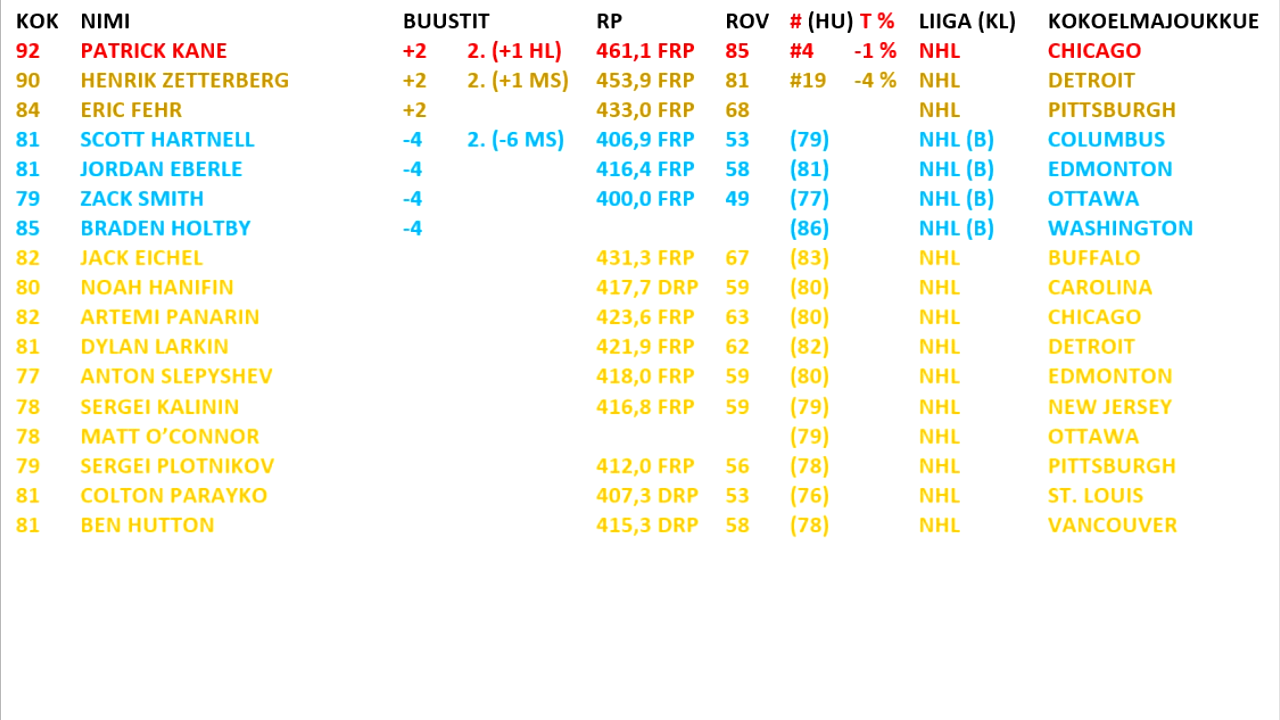 KOK NIMI BUUSTIT RP ROV # (HU) T % LIIGA (KL) KOKOELMAJOUKKUE
92 PATRICK KANE +2 2. (+1 HL) 461,1 FRP 85 #4 -1 % NHL CHICAGO
90 HENRIK ZETTERBERG +2 2. (+1 MS) 453,9 FRP 81 #19 -4 % NHL DETROIT
84 ERIC FEHR +2 433,0 FRP 68 NHL PITTSBURGH
81 SCOTT HARTNELL -4 2. (-6 MS) 406,9 FRP 53 (79) NHL (B) COLUMBUS
81 JORDAN EBERLE -4 416,4 FRP 58 (81) NHL (B) EDMONTON
79 ZACK SMITH -4 400,0 FRP 49 (77) NHL (B) OTTAWA
85 BRADEN HOLTBY -4 (86) NHL (B) WASHINGTON
82 JACK EICHEL 431,3 FRP 67 (83) NHL BUFFALO
80 NOAH HANIFIN 417,7 DRP 59 (80) NHL CAROLINA
82 ARTEMI PANARIN 423,6 FRP 63 (80) NHL CHICAGO
81 DYLAN LARKIN 421,9 FRP 62 (82) NHL DETROIT
77 ANTON SLEPYSHEV 418,0 FRP 59 (80) NHL EDMONTON
78 SERGEI KALININ 416,8 FRP 59 (79) NHL NEW JERSEY
78 MATT O’CONNOR (79) NHL OTTAWA
79 SERGEI PLOTNIKOV 412,0 FRP 56 (78) NHL PITTSBURGH
81 COLTON PARAYKO 407,3 DRP 53 (76) NHL ST. LOUIS
81 BEN HUTTON 415,3 DRP 58 (78) NHL VANCOUVER